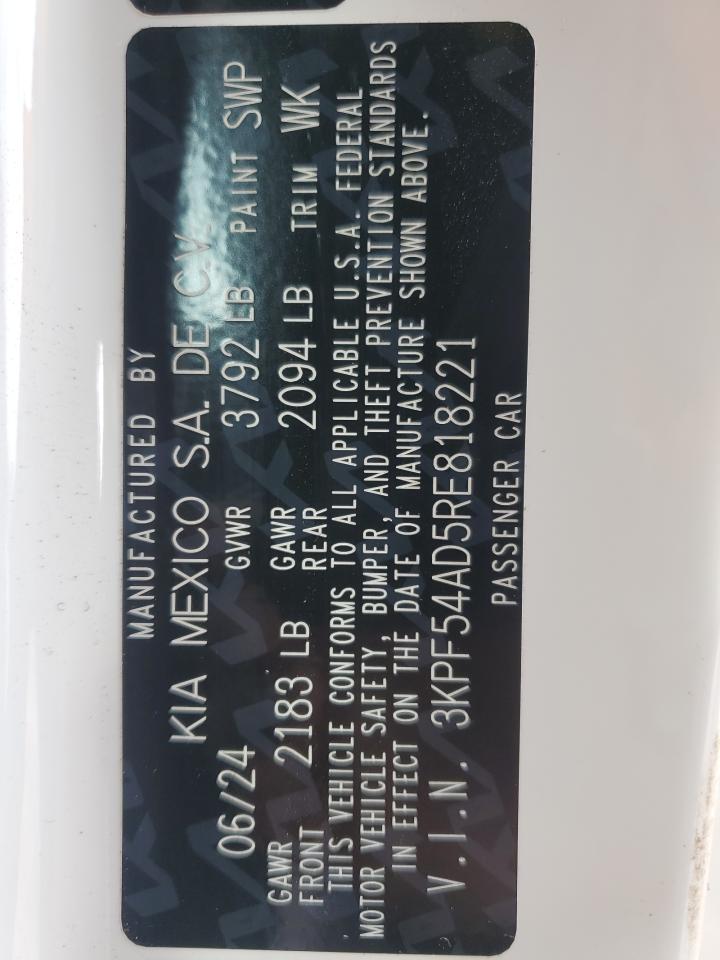 MANUFACTURED BY
KIA MEXICO S.A. DE C.V.
06/24 GVWR 3792 LB PAINT SWP
GAWR FRONT 2183 LB GAWR REAR 2094 LB TRIM WK
THIS VEHICLE CONFORMS TO ALL APPLICABLE U.S.A. FEDERAL
MOTOR VEHICLE SAFETY, BUMPER, AND THEFT PREVENTION STANDARDS
IN EFFECT ON THE DATE OF MANUFACTURE SHOWN ABOVE.
V.I.N. 3KPF54AD5RE818221
PASSENGER CAR